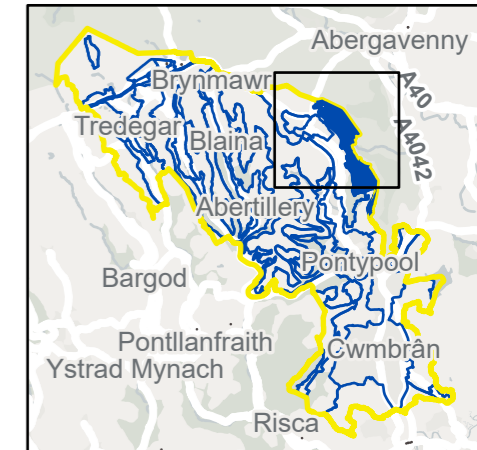 Abergavenny
Brynmawr
A40
Tredegar
Blaina
A4042
Abertillery
Pontypool
Bargod
Pontllanfraith
Cwmbrân
Ystrad Mynach
Risca